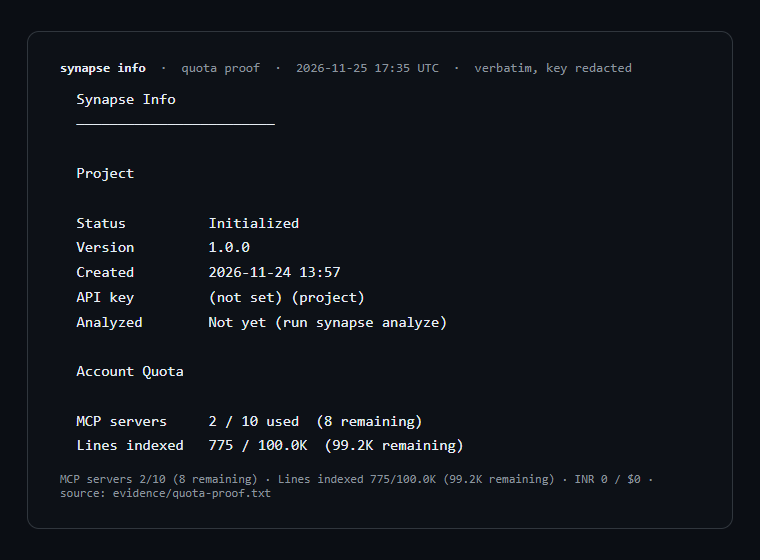 synapse info · quota proof · 2026-11-25 17:35 UTC · verbatim, key redacted
Synapse Info
Project
Status Initialized
Version 1.0.0
Created 2026-11-24 13:57
API key (not set) (project)
Analyzed Not yet (run synapse analyze)
Account Quota
MCP servers 2 / 10 used (8 remaining)
Lines indexed 775 / 100.0K (99.2K remaining)
MCP servers 2/10 (8 remaining) · Lines indexed 775/100.0K (99.2K remaining) · INR 0 / $0 ·
source: evidence/quota-proof.txt